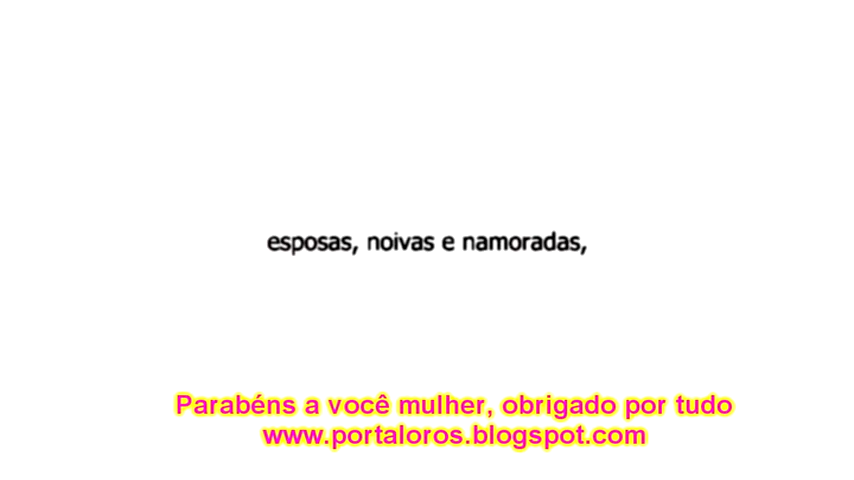 esposas, noivas e namoradas,
Parabéns a você mulher, obrigado por tudo
www.portaloros.blogspot.com